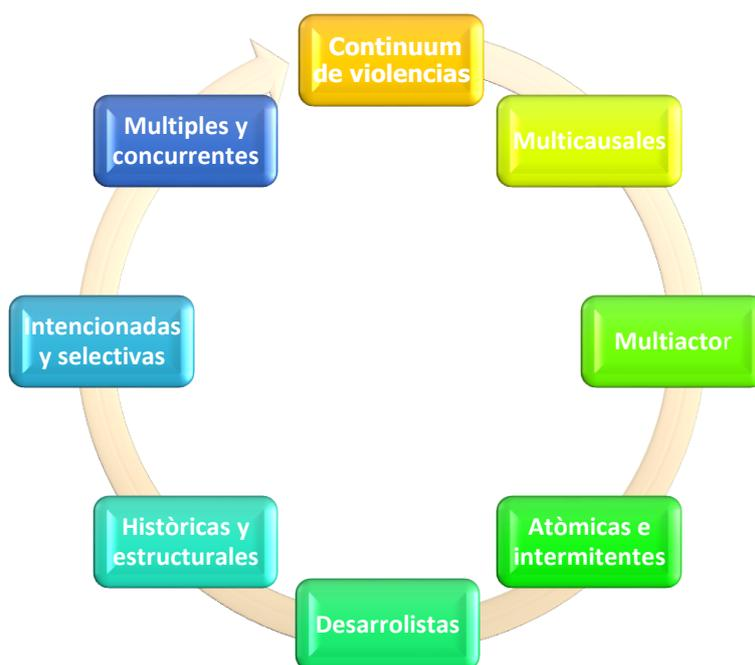 Continuum
de violencias
Multicausales
Multiactor
Atòmicas e
intermitentes
Desarrolistas
Històricas y
estructurales
Intencionadas
y selectivas
Multiples y
concurrentes